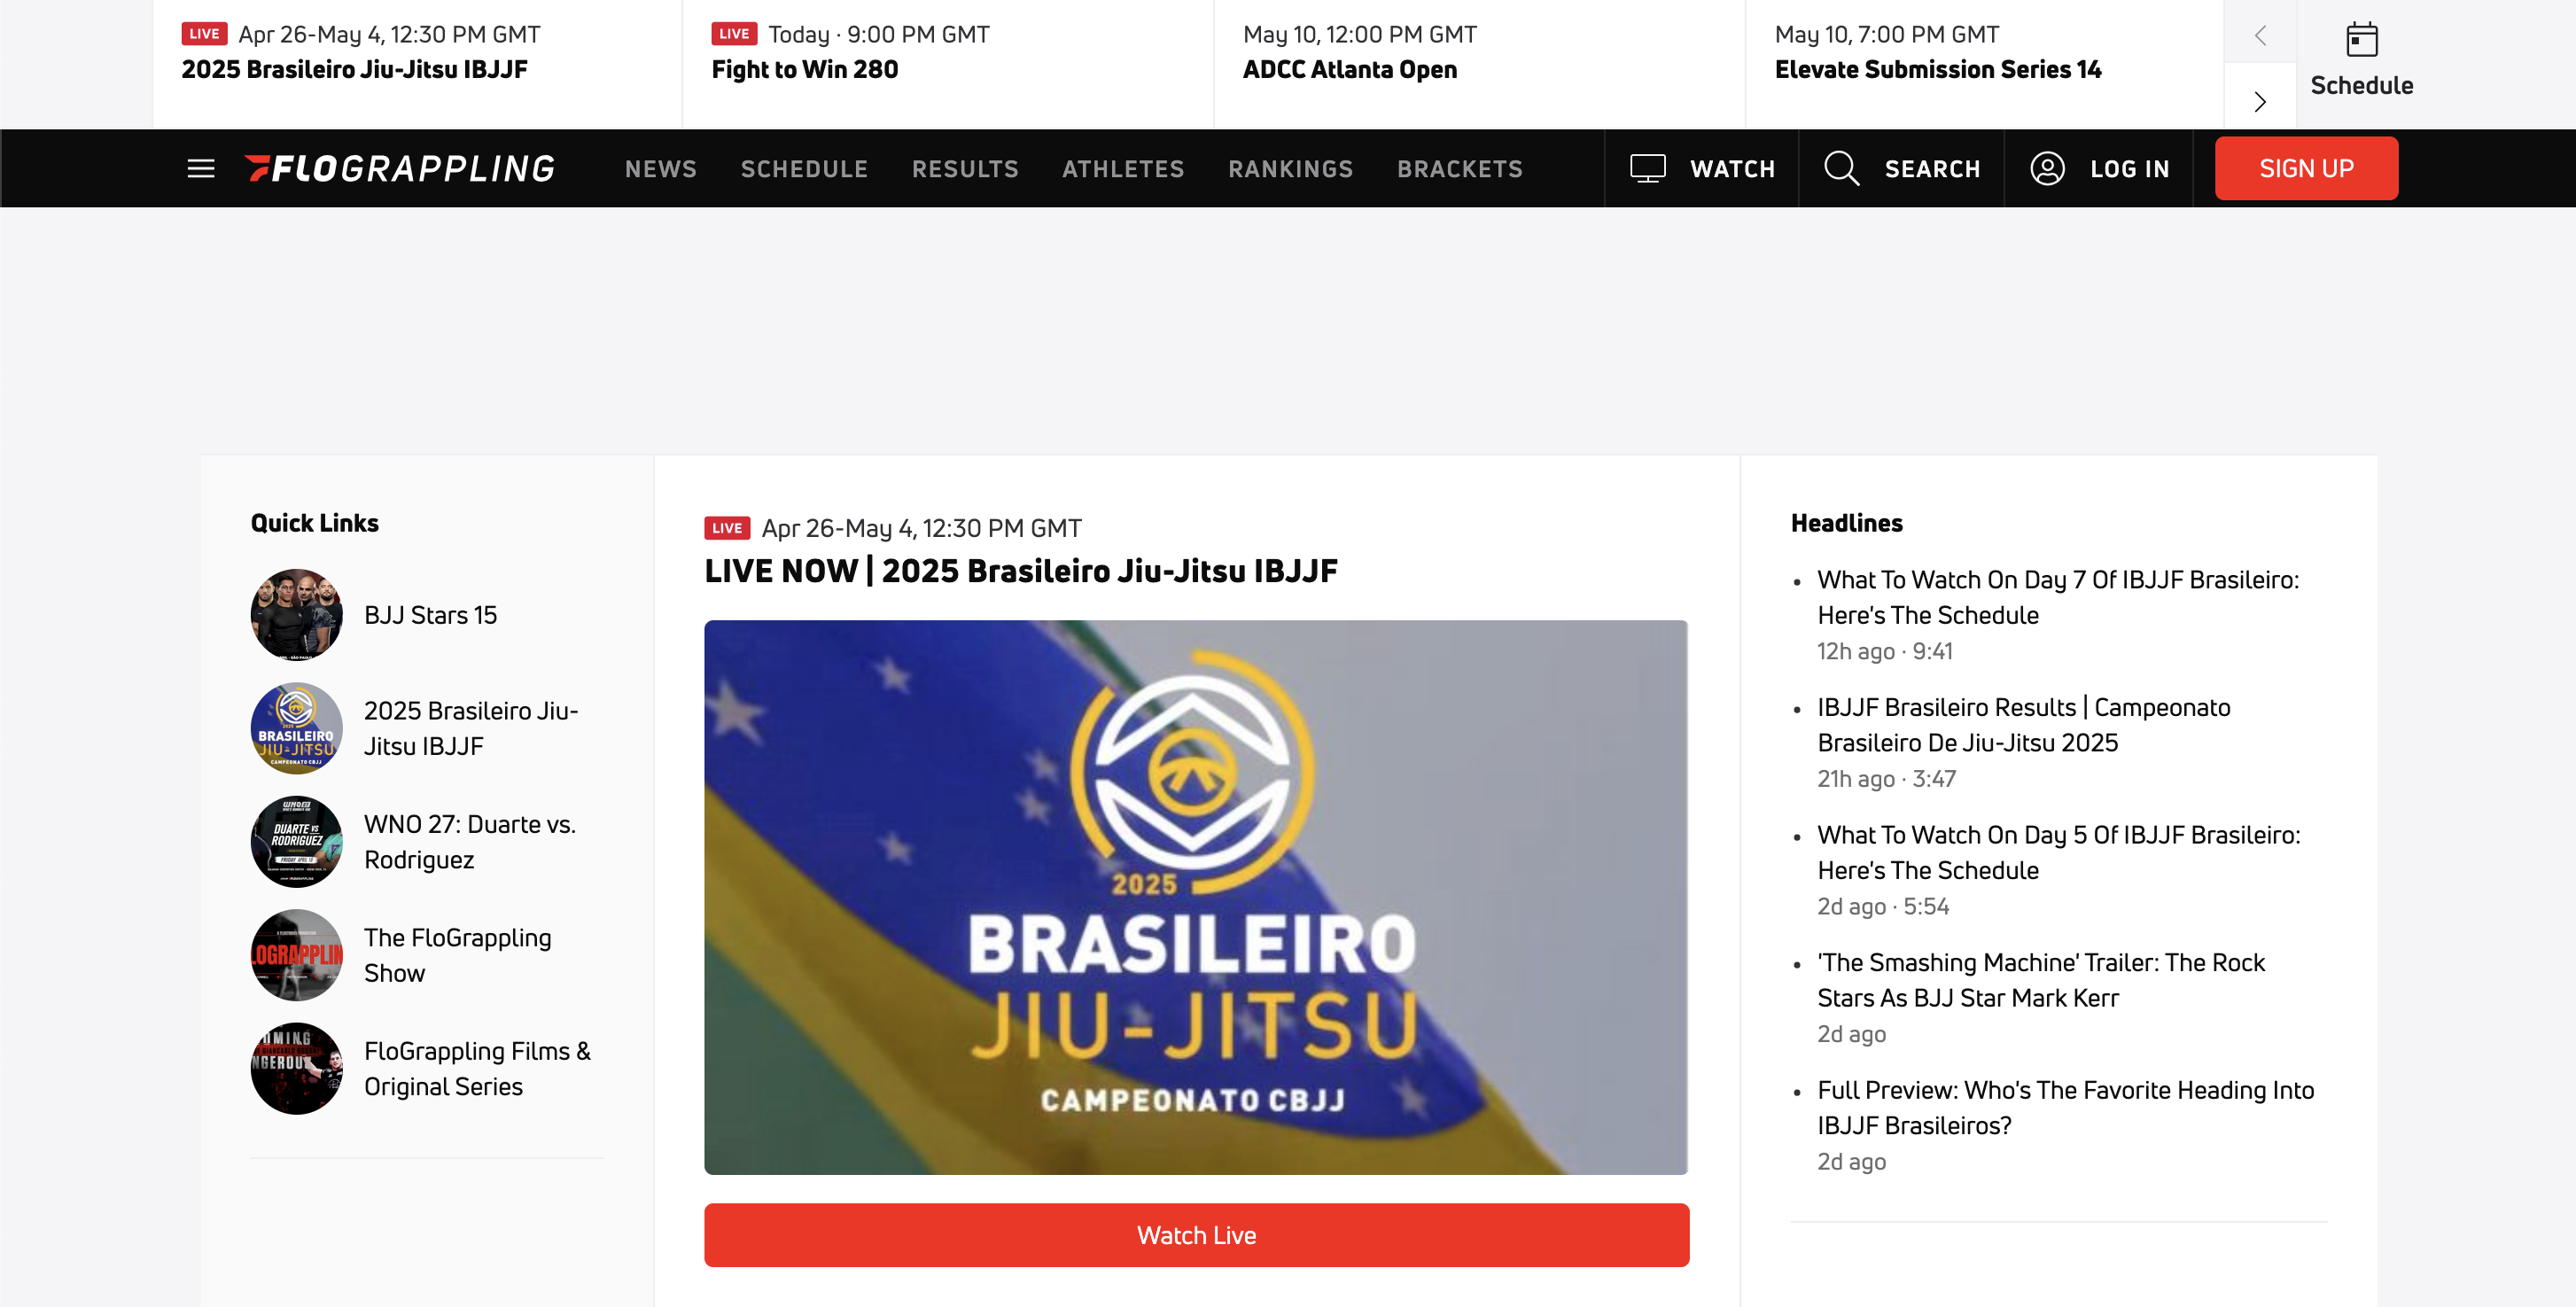 LIVE Apr 26-May 4, 12:30 PM GMT
2025 Brasileiro Jiu-Jitsu IBJJF
LIVE Today · 9:00 PM GMT
Fight to Win 280
May 10, 12:00 PM GMT
ADCC Atlanta Open
May 10, 7:00 PM GMT
Elevate Submission Series 14
Schedule
FLOGRAPPLING
NEWS
SCHEDULE
RESULTS
ATHLETES
RANKINGS
BRACKETS
WATCH
SEARCH
LOG IN
SIGN UP
Quick Links
BJJ Stars 15
2025
BRASILEIRO
JIU-JITSU
CAMPEONATO CBJJ
2025 Brasileiro Jiu-
Jitsu IBJJF
DUARTE VS
RODRIGUEZ
WNO 27: Duarte vs.
Rodriguez
The FloGrappling
Show
FloGrappling Films &
Original Series
LIVE Apr 26-May 4, 12:30 PM GMT
LIVE NOW | 2025 Brasileiro Jiu-Jitsu IBJJF
2025
BRASILEIRO
JIU-JITSU
CAMPEONATO CBJJ
Watch Live
Headlines
• What To Watch On Day 7 Of IBJJF Brasileiro:
Here's The Schedule
12h ago · 9:41
• IBJJF Brasileiro Results | Campeonato
Brasileiro De Jiu-Jitsu 2025
21h ago · 3:47
• What To Watch On Day 5 Of IBJJF Brasileiro:
Here's The Schedule
2d ago · 5:54
• 'The Smashing Machine' Trailer: The Rock
Stars As BJJ Star Mark Kerr
2d ago
• Full Preview: Who's The Favorite Heading Into
IBJJF Brasileiros?
2d ago